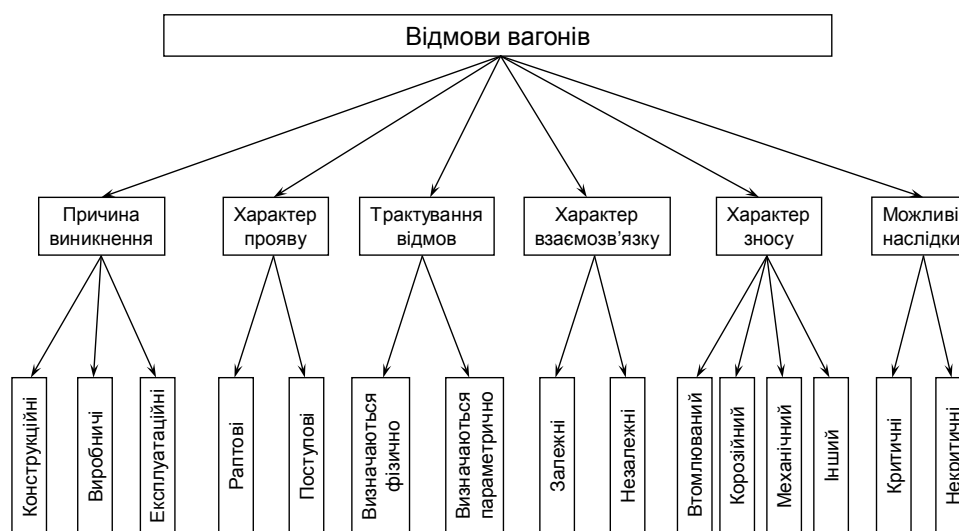 Відмови вагонів
Причина
виникнення
Характер
прояву
Трактування
відмов
Характер
взаємозв'язку
Характер
зносу
Можливі
наслідки
Конструкційні
Виробничі
Експлуатаційні
Раптові
Поступові
Визначаються
фізично
Визначаються
параметрично
Залежні
Незалежні
Втомлюваний
Корозійний
Механічний
Інший
Критичні
Некритичні